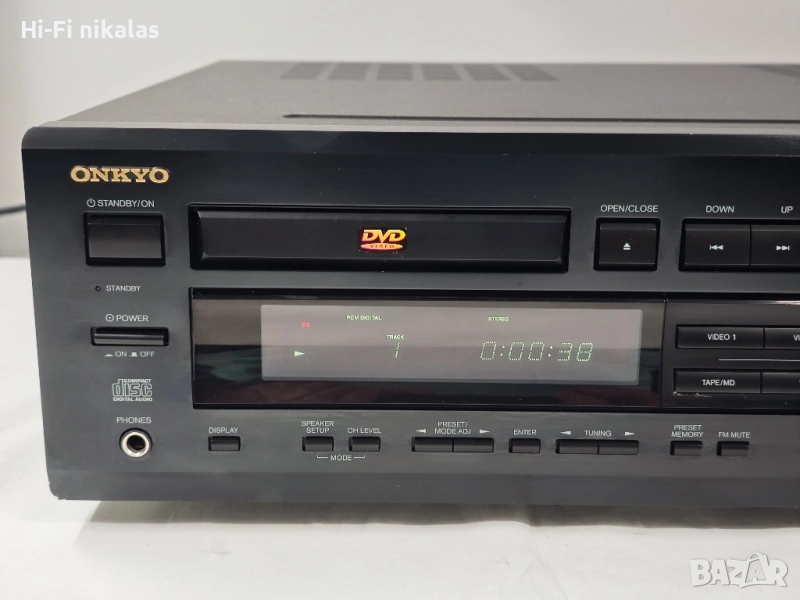 Hi-Fi nikalas
ONKYO
STANDBY/ON
STANDBY
POWER
ON OFF
COMPACT
disc
DIGITAL AUDIO
PHONES
DVD
VIDEO
OPEN/CLOSE
DOWN
UP
PCM DIGITAL
STEREO
TRACK
1
0:00:38
VIDEO 1
TAPE/MD
DISPLAY
SPEAKER
SETUP
CH LEVEL
MODE
PRESET/
MODE ADJ
ENTER
TUNING
PRESET
MEMORY
FM MUTE
BAZAR